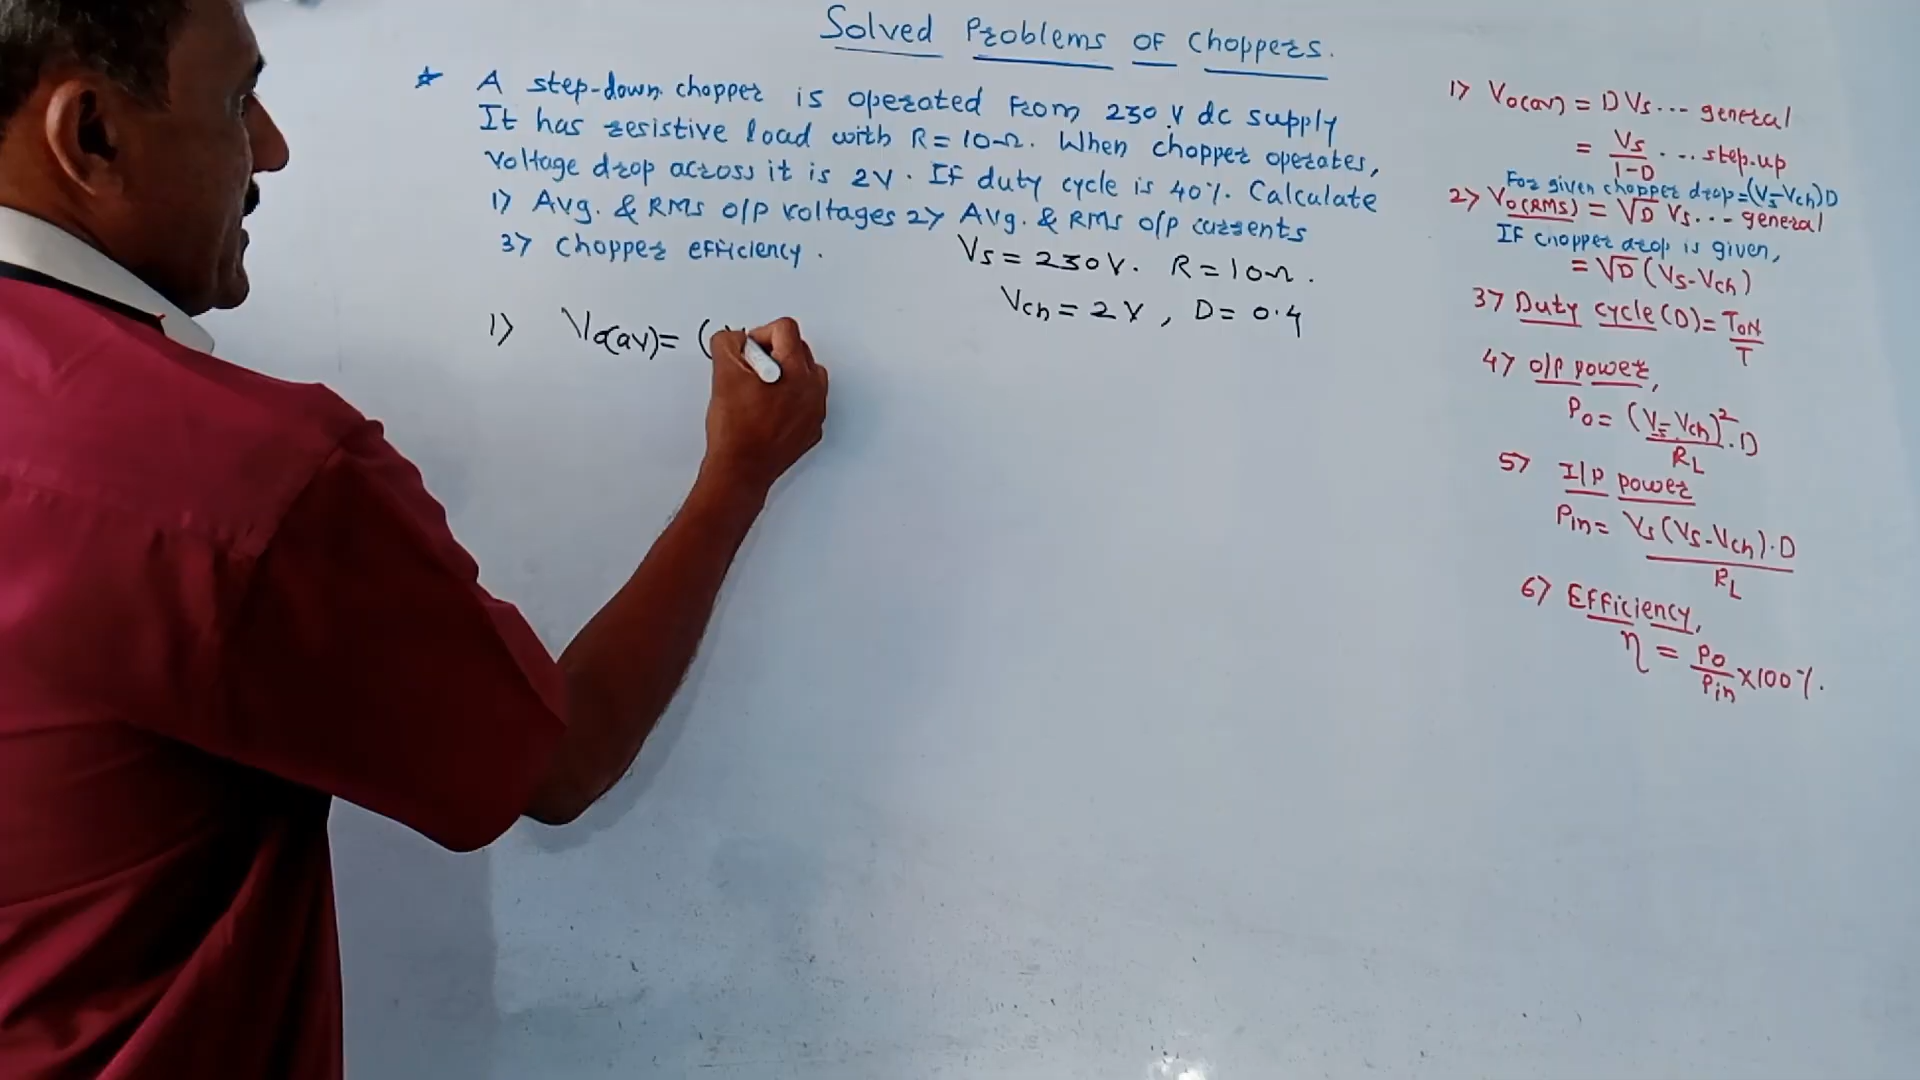 Solved Problems OF Choppers.
* A step-down chopper is operated From 230 V dc supply
It has resistive load with R = 10Ω. When chopper operates,
voltage drop across it is 2V. IF duty cycle is 40%. Calculate
1) Avg. & RMS o/p voltages 2) Avg. & RMS o/p currents
3) chopper efficiency.
Vs = 230V. R = 10Ω.
Vch = 2V, D = 0.4
1) Vo(av) = (
1) Vo(av) = DVs... general
= Vs/1-D ... step-up
For given chopper drop=(Vs-Vch)D
2) Vo(RMS) = √D Vs... general
IF chopper drop is given,
= √D (Vs-Vch)
3) Duty cycle (D) = TON/T
4) o/p power,
Po = (Vs-Vch)²/RL . D
5) I/p power
Pin = Vs(Vs-Vch).D/RL
6) Efficiency,
η = Po/Pin ×100%.